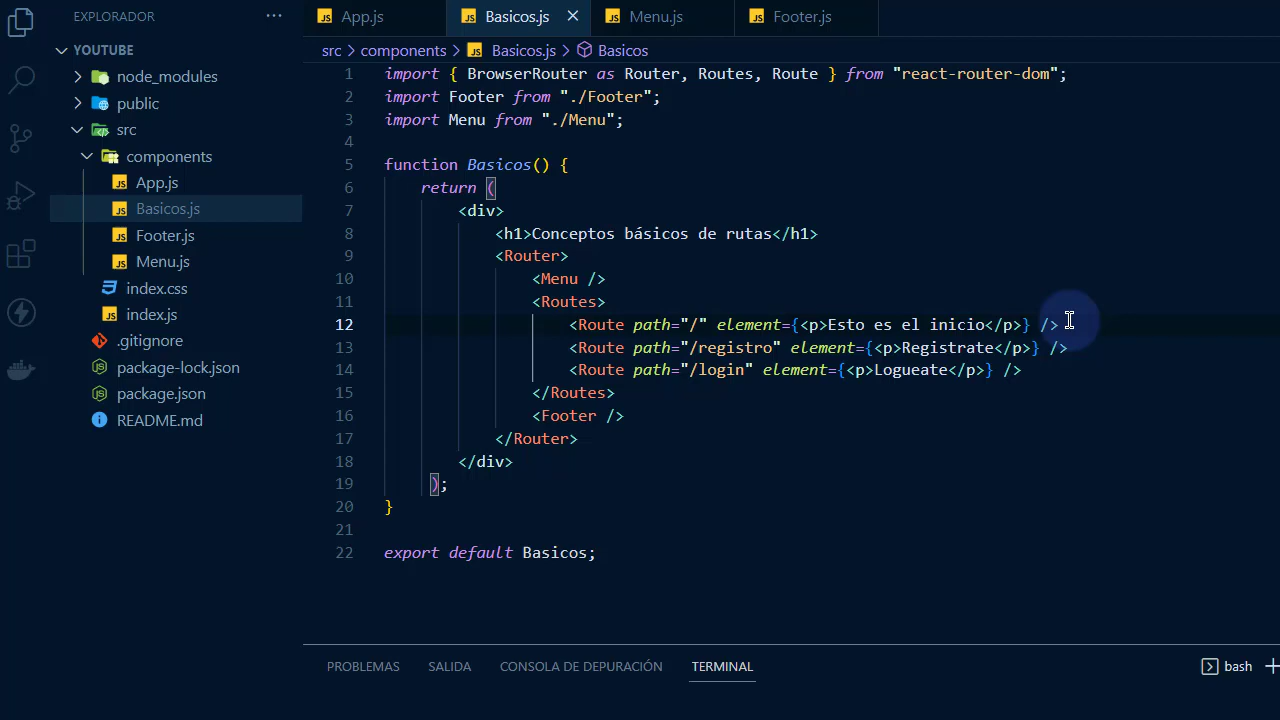 EXPLORADOR ···
YOUTUBE
node_modules
public
src
components
App.js
Basicos.js
Footer.js
Menu.js
index.css
index.js
.gitignore
package-lock.json
package.json
README.md
App.js Basicos.js Menu.js Footer.js
src > components > Basicos.js > Basicos
1 import { BrowserRouter as Router, Routes, Route } from "react-router-dom";
2 import Footer from "./Footer";
3 import Menu from "./Menu";
4
5 function Basicos() {
6 return (
7 <div>
8 <h1>Conceptos básicos de rutas</h1>
9 <Router>
10 <Menu />
11 <Routes>
12 <Route path="/" element={<p>Esto es el inicio</p>} />
13 <Route path="/registro" element={<p>Registrate</p>} />
14 <Route path="/login" element={<p>Logueate</p>} />
15 </Routes>
16 <Footer />
17 </Router>
18 </div>
19 );
20 }
21
22 export default Basicos;
PROBLEMAS SALIDA CONSOLA DE DEPURACIÓN TERMINAL bash